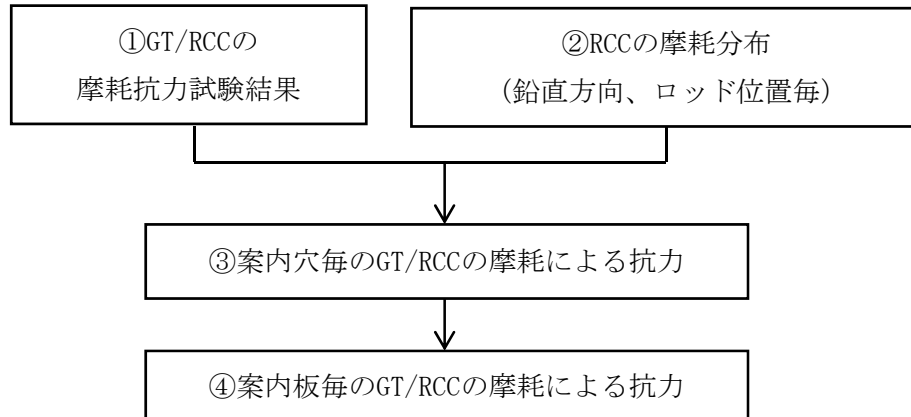 ①GT/RCCの
摩耗抗力試験結果
②RCCの摩耗分布
(鉛直方向、ロッド位置毎)
③案内穴毎のGT/RCCの摩耗による抗力
④案内板毎のGT/RCCの摩耗による抗力